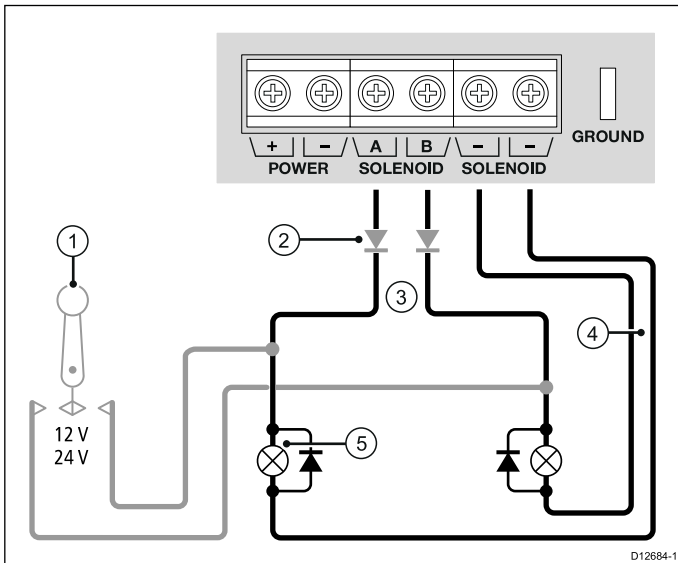 + − A B − −
POWER SOLENOID SOLENOID
GROUND
1
2
3
4
12 V
24 V
5
D12684-1